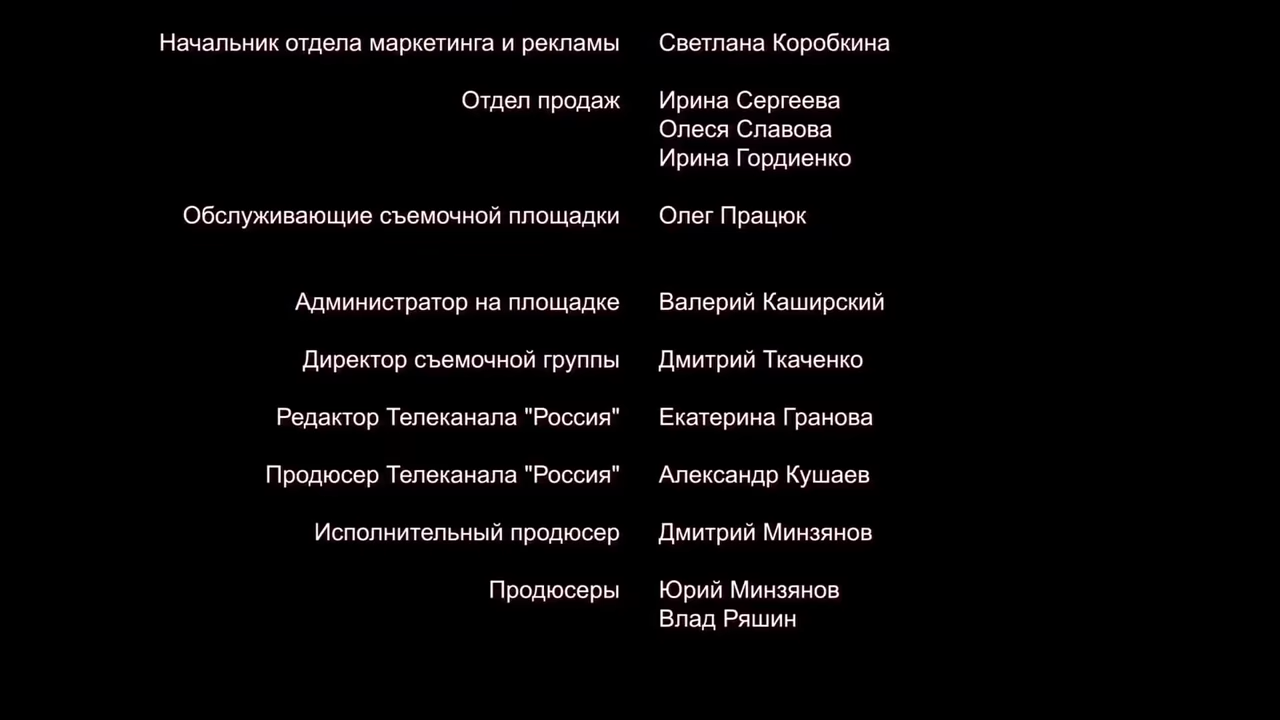 Начальник отдела маркетинга и рекламы Светлана Коробкина
Отдел продаж Ирина Сергеева
Олеся Славова
Ирина Гордиенко
Обслуживающие съемочной площадки Олег Працюк
Администратор на площадке Валерий Каширский
Директор съемочной группы Дмитрий Ткаченко
Редактор Телеканала "Россия" Екатерина Гранова
Продюсер Телеканала "Россия" Александр Кушаев
Исполнительный продюсер Дмитрий Минзянов
Продюсеры Юрий Минзянов
Влад Ряшин